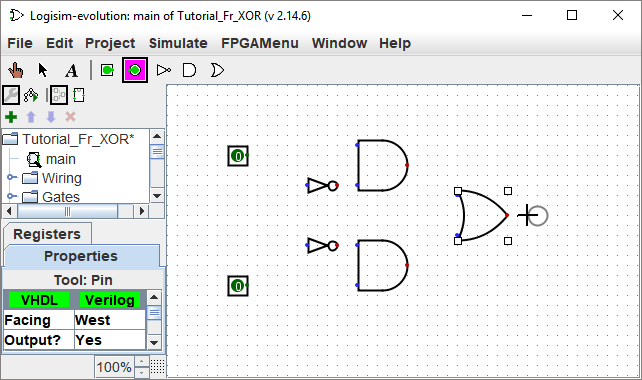 Logisim-evolution: main of Tutorial_Fr_XOR (v 2.14.6)
File Edit Project Simulate FPGAMenu Window Help
A
Tutorial_Fr_XOR*
main
Wiring
Gates
Registers
Properties
Tool: Pin
VHDL Verilog
Facing West
Output? Yes
100%
0
0